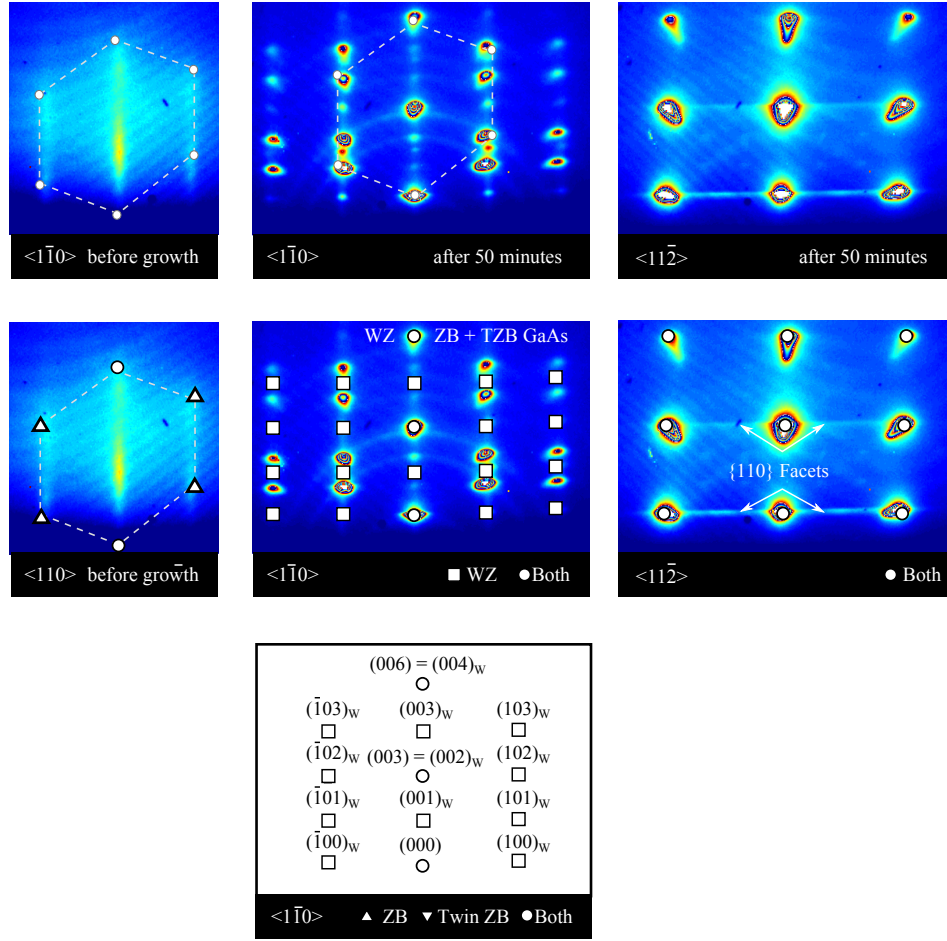 <11̅0> before growth
<11̅0> after 50 minutes
<112̅> after 50 minutes
WZ ZB + TZB GaAs
{110} Facets
<110> before grow̅th
<11̅0> WZ Both
<112̅> Both
(006) = (004)W
(1̅03)W (003)W (103)W
(1̅02)W (003) = (002)W (102)W
(1̅01)W (001)W (101)W
(1̅00)W (000) (100)W
<11̅0> ZB Twin ZB Both